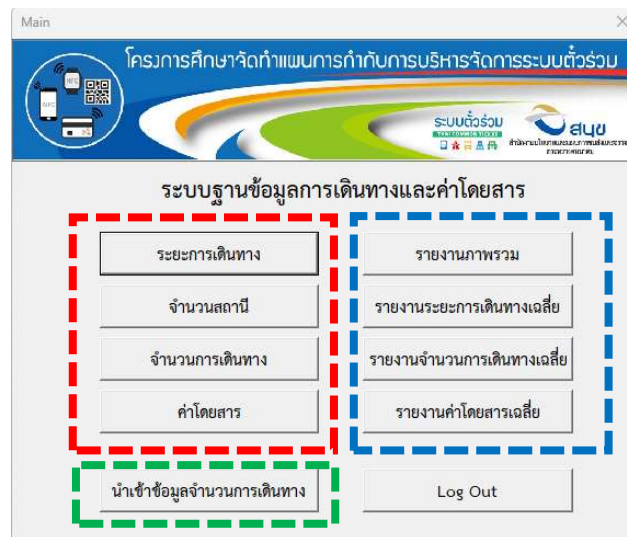 Main
โครงการศึกษาจัดทำแผนการกำกับการบริหารจัดการระบบตั๋วร่วม
NFC
NFC
ระบบตั๋วร่วม
THAI COMMON TICKET
สนข
ระบบฐานข้อมูลการเดินทางและค่าโดยสาร
ระยะการเดินทาง
รายงานภาพรวม
จำนวนสถานี
รายงานระยะการเดินทางเฉลี่ย
จำนวนการเดินทาง
รายงานจำนวนการเดินทางเฉลี่ย
ค่าโดยสาร
รายงานค่าโดยสารเฉลี่ย
นำเข้าข้อมูลจำนวนการเดินทาง
Log Out